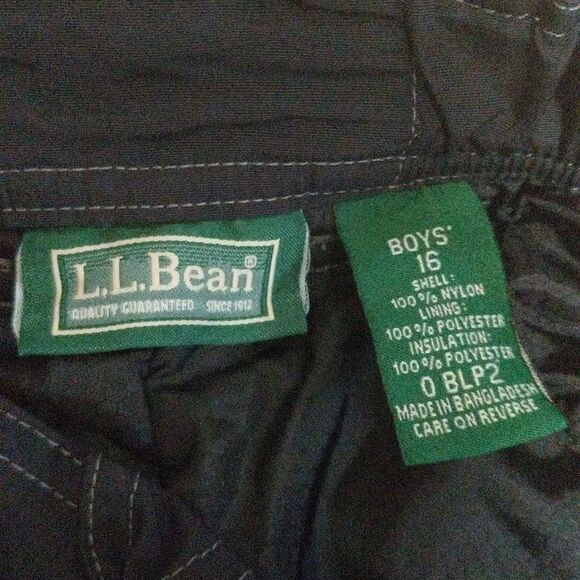 L.L.Bean®
QUALITY GUARANTEED SINCE 1912
BOYS'
16
SHELL:
100% NYLON
LINING:
100% POLYESTER
INSULATION:
100% POLYESTER
0 BLP2
MADE IN BANGLADESH
CARE ON REVERSE